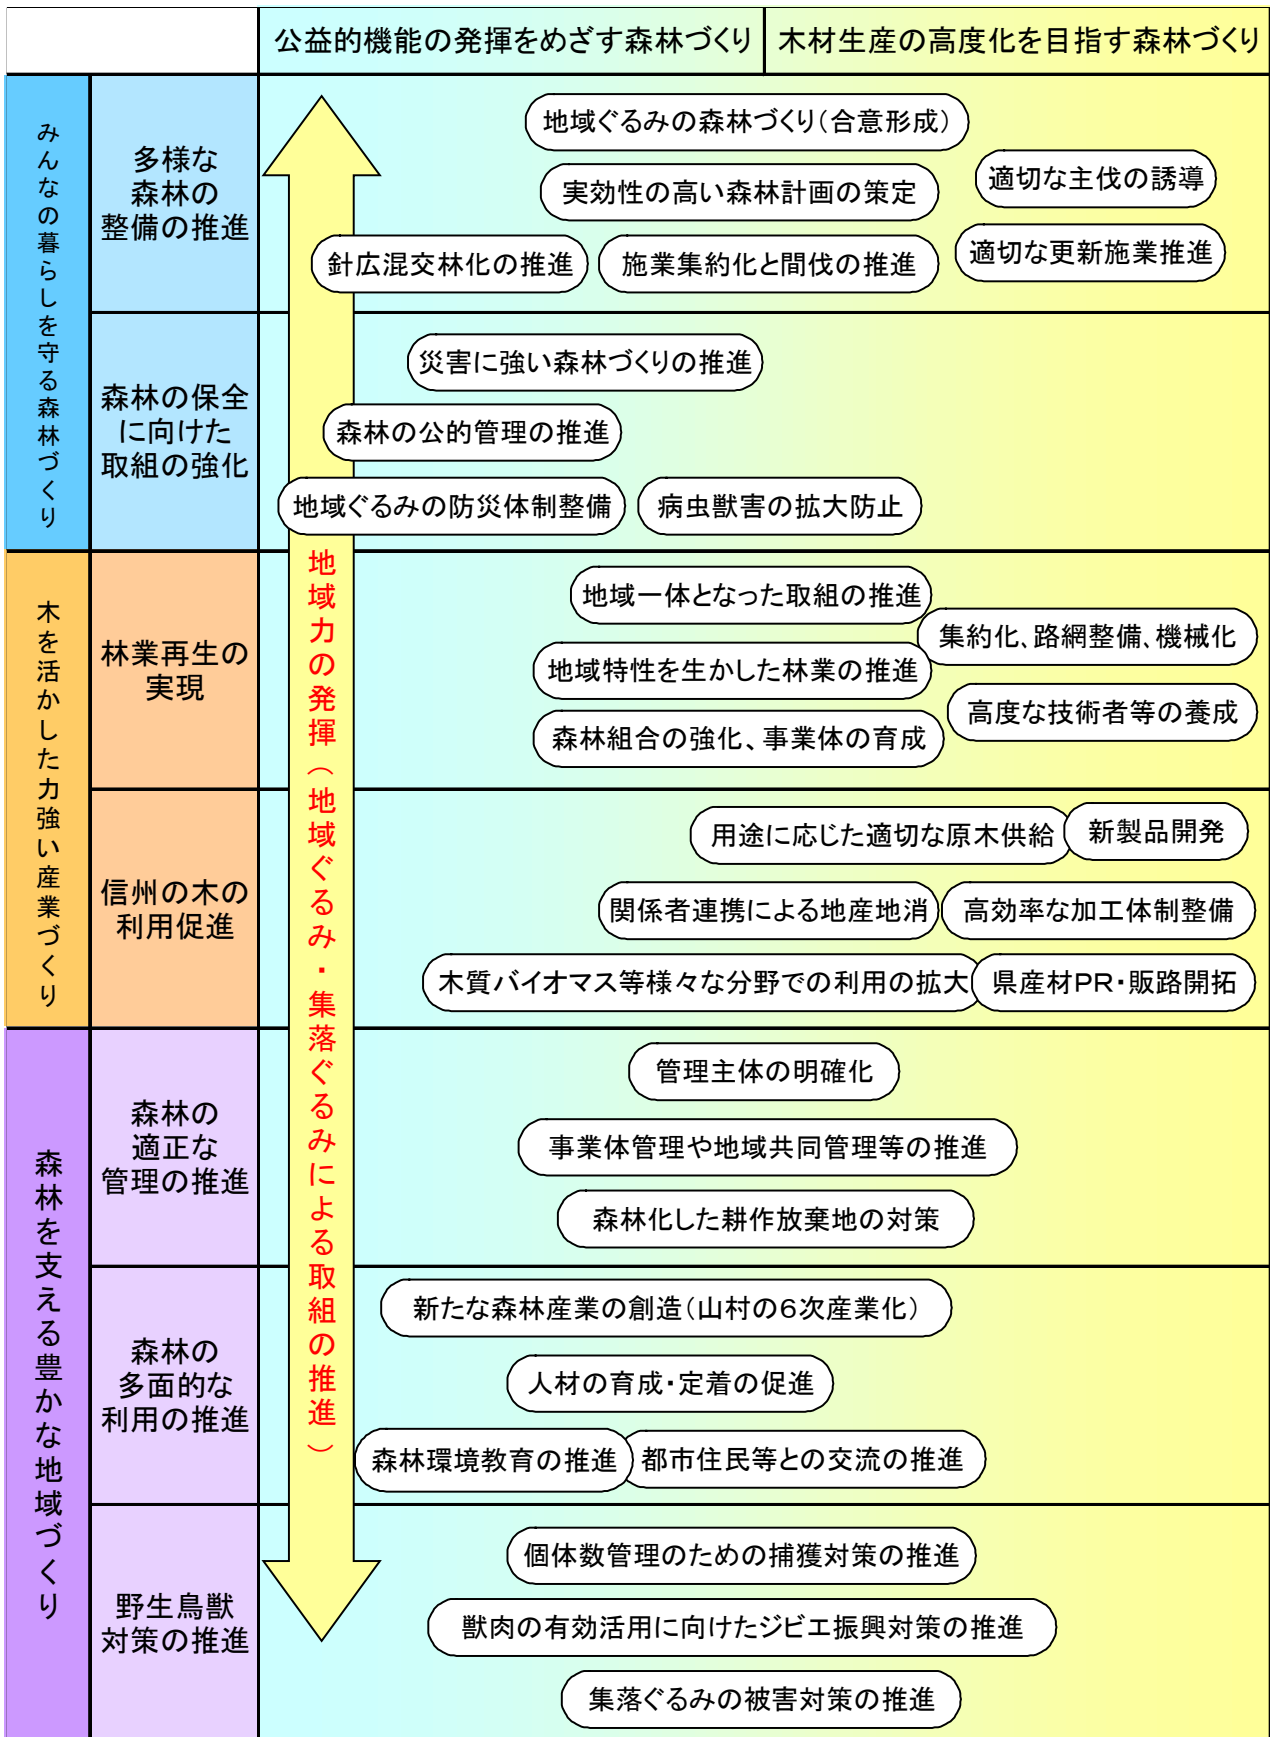 公益的機能の発揮をめざす森林づくり
木材生産の高度化を目指す森林づくり
みんなの暮らしを守る森林づくり
多様な
森林の
整備の推進
地域ぐるみの森林づくり(合意形成)
実効性の高い森林計画の策定
適切な主伐の誘導
針広混交林化の推進
施業集約化と間伐の推進
適切な更新施業推進
森林の保全
に向けた
取組の強化
災害に強い森林づくりの推進
森林の公的管理の推進
地域ぐるみの防災体制整備
病虫獣害の拡大防止
地域力の発揮(地域ぐるみ・集落ぐるみによる取組の推進)
木を活かした力強い産業づくり
林業再生の
実現
地域一体となった取組の推進
集約化、路網整備、機械化
地域特性を生かした林業の推進
高度な技術者等の養成
森林組合の強化、事業体の育成
信州の木の
利用促進
用途に応じた適切な原木供給
新製品開発
関係者連携による地産地消
高効率な加工体制整備
木質バイオマス等様々な分野での利用の拡大
県産材PR・販路開拓
森林を支える豊かな地域づくり
森林の
適正な
管理の推進
管理主体の明確化
事業体管理や地域共同管理等の推進
森林化した耕作放棄地の対策
森林の
多面的な
利用の推進
新たな森林産業の創造(山村の6次産業化)
人材の育成・定着の促進
森林環境教育の推進
都市住民等との交流の推進
野生鳥獣
対策の推進
個体数管理のための捕獲対策の推進
獣肉の有効活用に向けたジビエ振興対策の推進
集落ぐるみの被害対策の推進